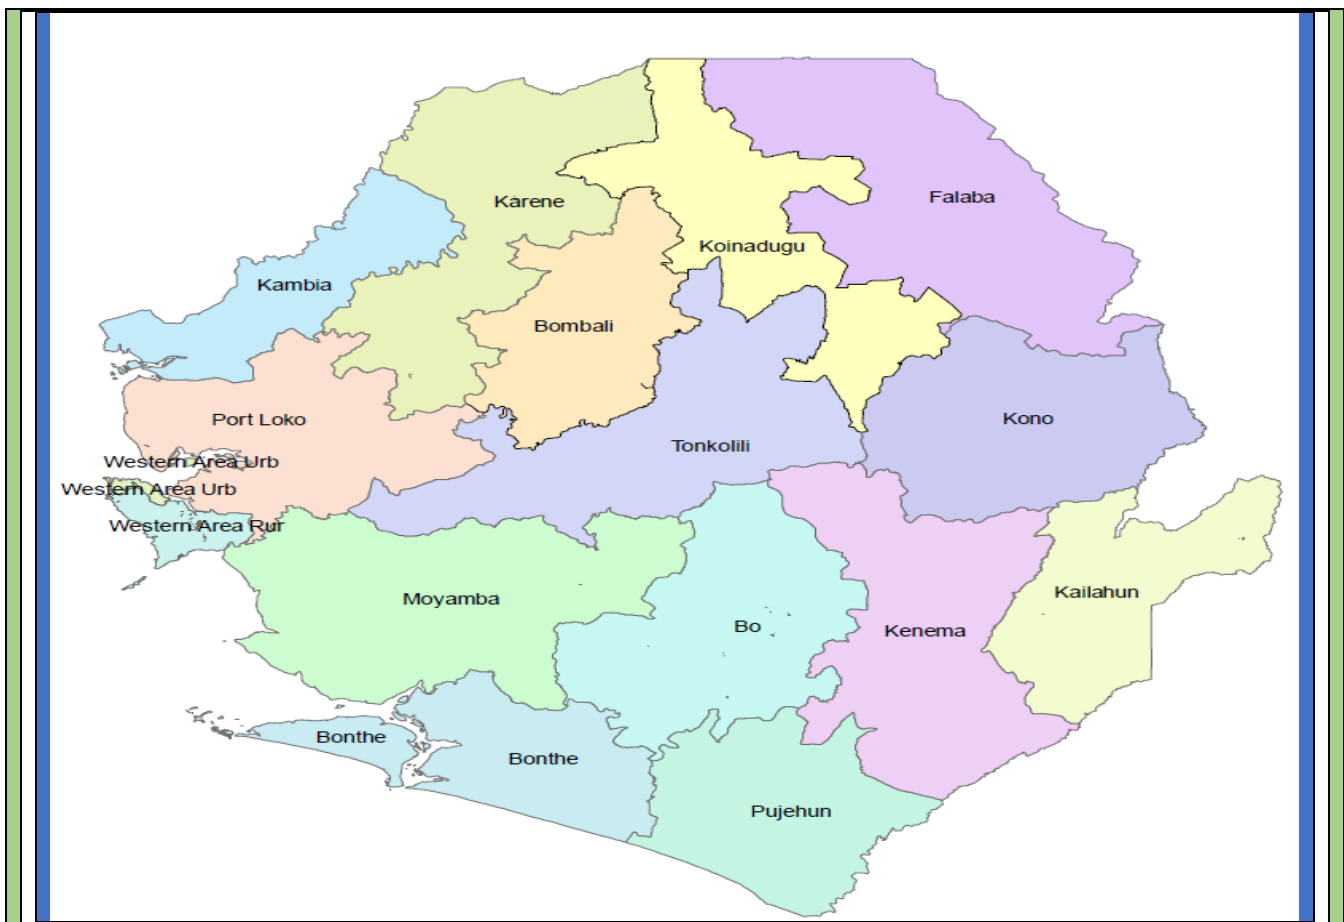 Falaba
Karene
Koinadugu
Kambia
Bombali
Port Loko
Kono
Tonkolili
Western Area Urb
Western Area Urb
Western Area Rur
Kailahun
Moyamba
Bo
Kenema
Bonthe
Bonthe
Pujehun